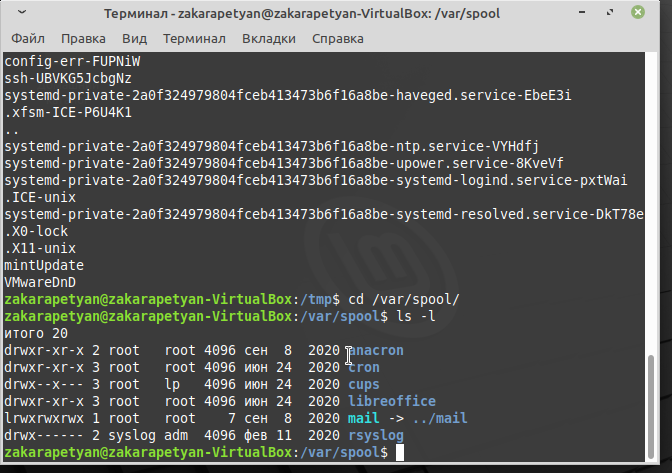 Терминал - zakarapetyan@zakarapetyan-VirtualBox: /var/spool
Файл Правка Вид Терминал Вкладки Справка
config-err-FUPNiW
ssh-UBVKG5JcbgNz
systemd-private-2a0f324979804fceb413473b6f16a8be-haveged.service-EbeE3i
.xfsm-ICE-P6U4K1
..
systemd-private-2a0f324979804fceb413473b6f16a8be-ntp.service-VYHdfj
systemd-private-2a0f324979804fceb413473b6f16a8be-upower.service-8KveVf
systemd-private-2a0f324979804fceb413473b6f16a8be-systemd-logind.service-pxtWai
.ICE-unix
systemd-private-2a0f324979804fceb413473b6f16a8be-systemd-resolved.service-DkT78e
.X0-lock
.X11-unix
mintUpdate
VMwareDnD
zakarapetyan@zakarapetyan-VirtualBox:/tmp$ cd /var/spool/
zakarapetyan@zakarapetyan-VirtualBox:/var/spool$ ls -l
итого 20
drwxr-xr-x 2 root   root 4096 сен  8  2020 anacron
drwxr-xr-x 3 root   root 4096 июн 24  2020 cron
drwx--x--- 3 root   lp   4096 июн 24  2020 cups
drwxr-xr-x 3 root   root 4096 июн 24  2020 libreoffice
lrwxrwxrwx 1 root   root    7 сен  8  2020 mail -> ../mail
drwx------ 2 syslog adm  4096 фев 11  2020 rsyslog
zakarapetyan@zakarapetyan-VirtualBox:/var/spool$